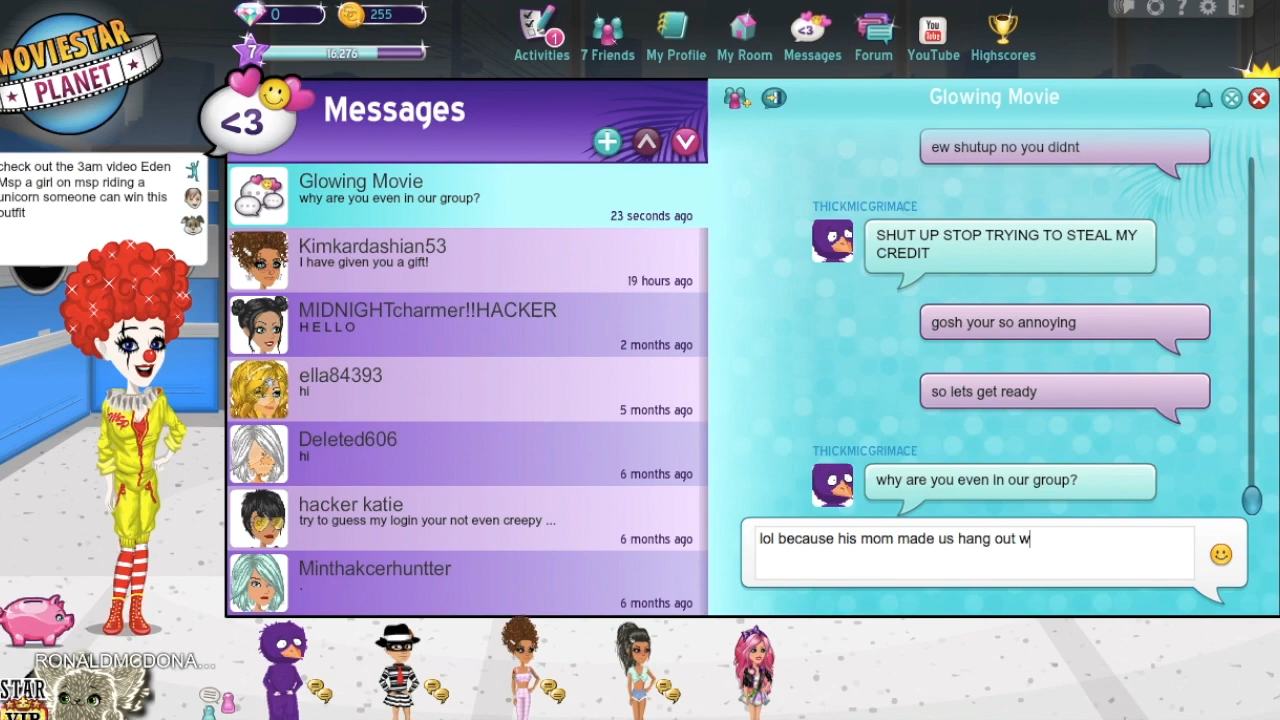 MOVIESTAR
PLANET
0
255
7
16,276
1
<3
You
Tube
Activities
7 Friends
My Profile
My Room
Messages
Forum
YouTube
Highscores
check out the 3am video Eden
Msp a girl on msp riding a
unicorn someone can win this
outfit
<3
Messages
Glowing Movie
why are you even in our group?
23 seconds ago
Kimkardashian53
I have given you a gift!
19 hours ago
MIDNIGHTcharmer!!HACKER
H E L L O
2 months ago
ella84393
hi
5 months ago
Deleted606
hi
6 months ago
hacker katie
try to guess my login your not even creepy ...
6 months ago
Minthakcerhuntter
.
6 months ago
Glowing Movie
ew shutup no you didnt
THICKMICGRIMACE
SHUT UP STOP TRYING TO STEAL MY
CREDIT
gosh your so annoying
so lets get ready
THICKMICGRIMACE
why are you even in our group?
lol because his mom made us hang out w
MSP
RONALDMCDONA...
STAR
VIP